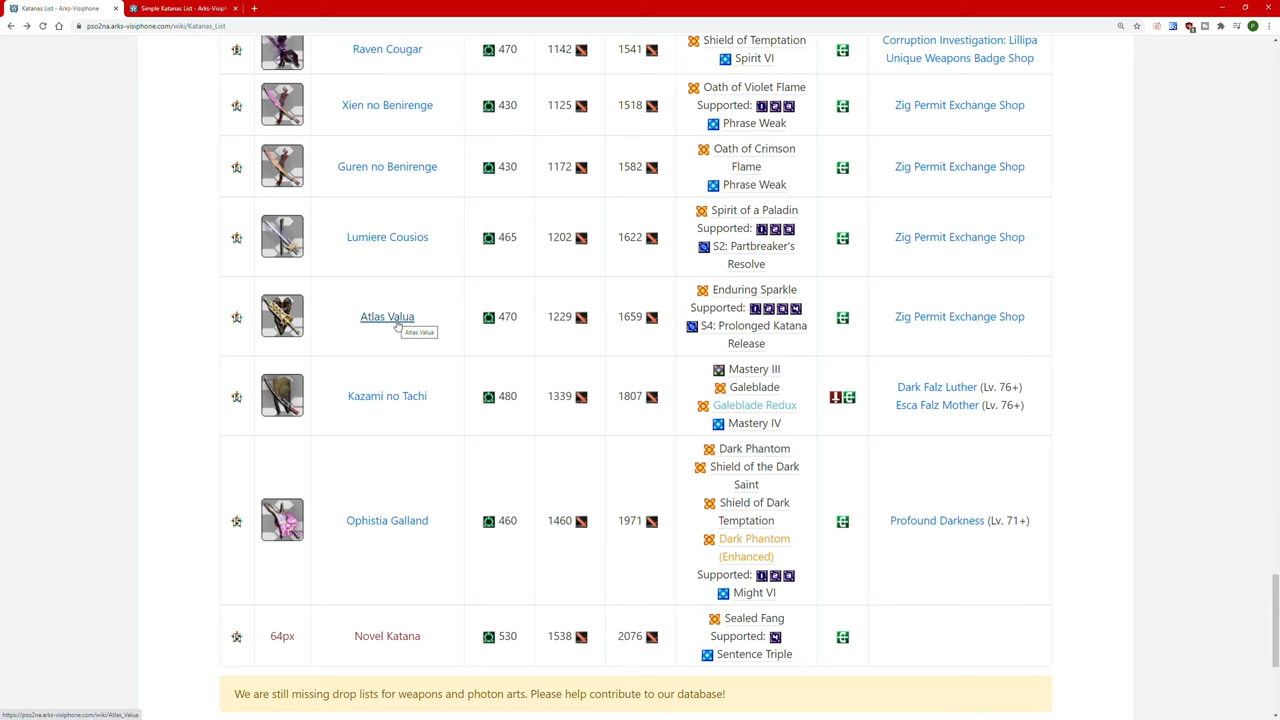 Katanas List - Arks-Visiphone
Simple Katanas List - Arks-Visiph
pso2na.arks-visiphone.com/wiki/Katanas_List
Raven Cougar
470
1142
1541
Shield of Temptation
Spirit VI
Corruption Investigation: Lillipa
Unique Weapons Badge Shop
Xien no Benirenge
430
1125
1518
Oath of Violet Flame
Supported:
Phrase Weak
Zig Permit Exchange Shop
Guren no Benirenge
430
1172
1582
Oath of Crimson
Flame
Phrase Weak
Zig Permit Exchange Shop
Lumiere Cousios
465
1202
1622
Spirit of a Paladin
Supported:
S2: Partbreaker's
Resolve
Zig Permit Exchange Shop
Atlas Valua
Atlas Valua
470
1229
1659
Enduring Sparkle
Supported:
S4: Prolonged Katana
Release
Zig Permit Exchange Shop
Kazami no Tachi
480
1339
1807
Mastery III
Galeblade
Galeblade Redux
Mastery IV
Dark Falz Luther (Lv. 76+)
Esca Falz Mother (Lv. 76+)
Ophistia Galland
460
1460
1971
Dark Phantom
Shield of the Dark
Saint
Shield of Dark
Temptation
Dark Phantom
(Enhanced)
Supported:
Might VI
Profound Darkness (Lv. 71+)
64px
Novel Katana
530
1538
2076
Sealed Fang
Supported:
Sentence Triple
We are still missing drop lists for weapons and photon arts. Please help contribute to our database!
https://pso2na.arks-visiphone.com/wiki/Atlas_Valua